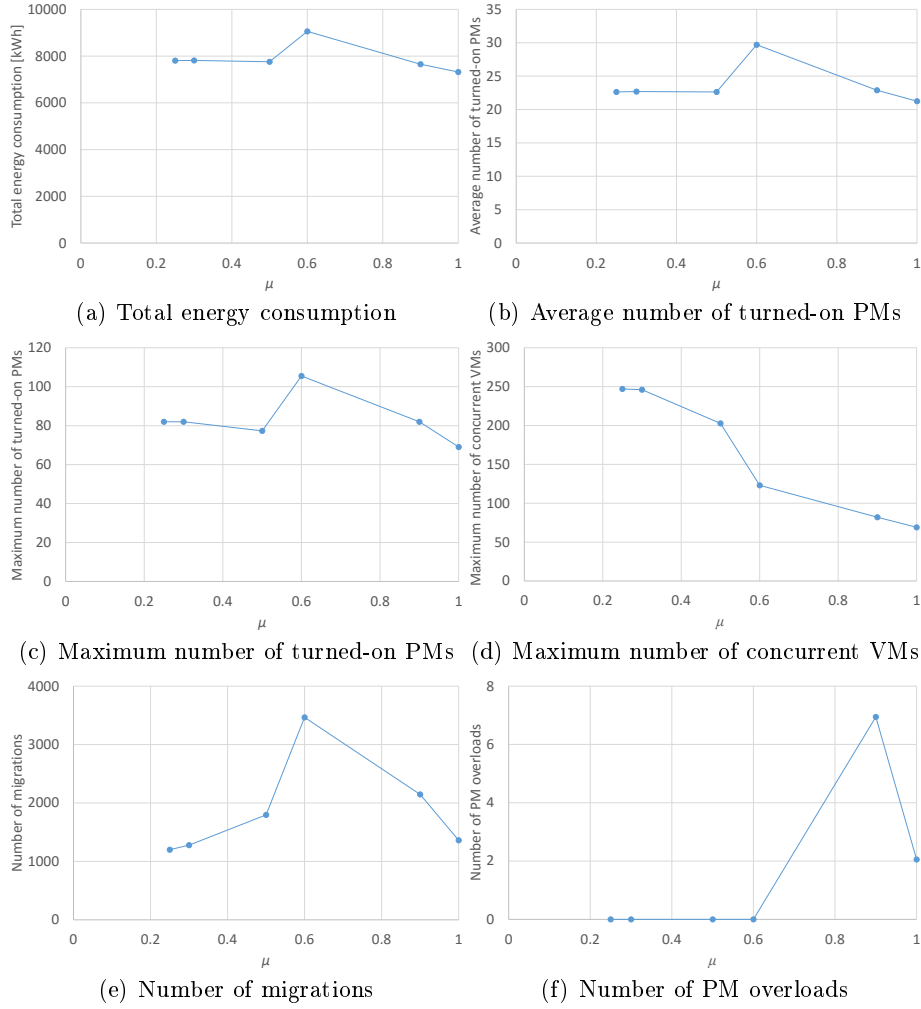 Total energy consumption [kWh]
10000
8000
6000
4000
2000
0
0 0.2 0.4 0.6 0.8 1
μ
(a) Total energy consumption
Average number of turned-on PMs
35
30
25
20
15
10
5
0
0 0.2 0.4 0.6 0.8 1
μ
(b) Average number of turned-on PMs
Maximum number of turned-on PMs
120
100
80
60
40
20
0
0 0.2 0.4 0.6 0.8 1
μ
(c) Maximum number of turned-on PMs
Maximum number of concurrent VMs
300
250
200
150
100
50
0
0 0.2 0.4 0.6 0.8 1
μ
(d) Maximum number of concurrent VMs
Number of migrations
4000
3000
2000
1000
0
0 0.2 0.4 0.6 0.8 1
μ
(e) Number of migrations
Number of PM overloads
8
6
4
2
0
0 0.2 0.4 0.6 0.8 1
μ
(f) Number of PM overloads